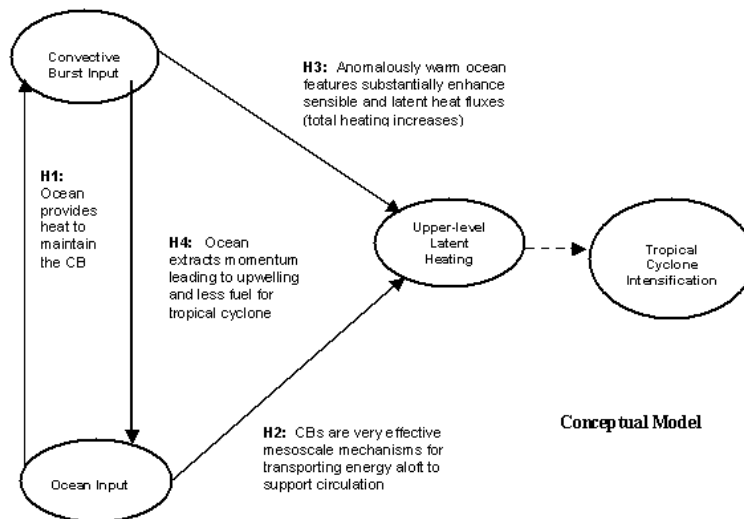 Convective
Burst Input
H3: Anomalously warm ocean
features substantially enhance
sensible and latent heat fluxes
(total heating increases)
H1:
Ocean
provides
heat to
maintain
the CB
H4: Ocean
extracts momentum
leading to upwelling
and less fuel for
tropical cyclone
Upper-level
Latent
Heating
Tropical
Cyclone
Intensification
Conceptual Model
H2: CBs are very effective
mesoscale mechanisms for
transporting energy aloft to
support circulation
Ocean Input